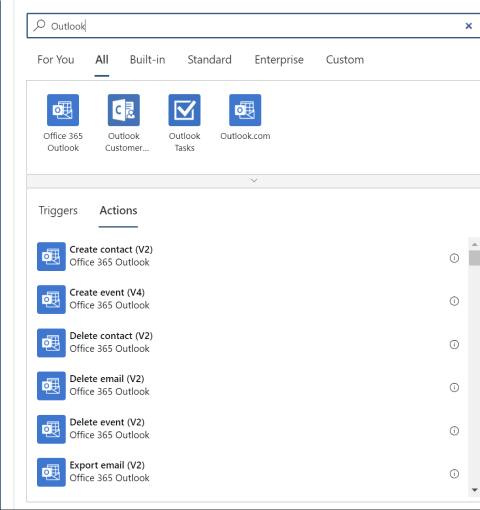 Outlook
For You All Built-in Standard Enterprise Custom
Office 365 Outlook Outlook Outlook.com
Outlook Customer... Tasks
Triggers Actions
Create contact (V2)
Office 365 Outlook
Create event (V4)
Office 365 Outlook
Delete contact (V2)
Office 365 Outlook
Delete email (V2)
Office 365 Outlook
Delete event (V2)
Office 365 Outlook
Export email (V2)
Office 365 Outlook